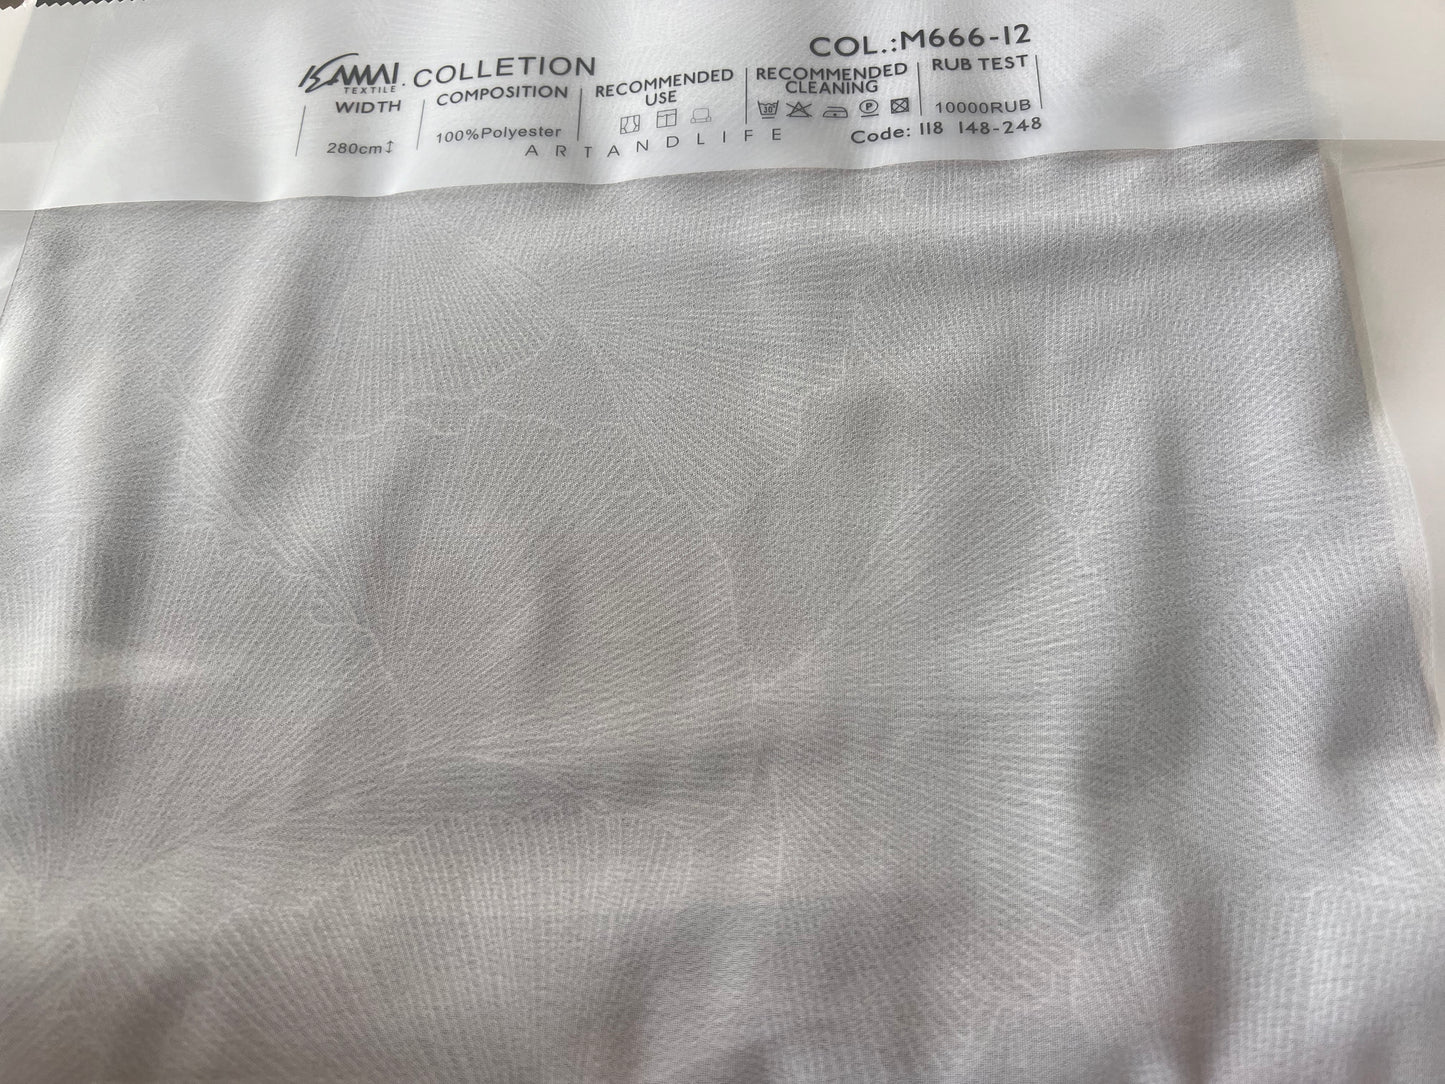 KAMAI
TEXTILE.
COLLETION
COL.:M666-12
WIDTH
280cm↕
COMPOSITION
100%Polyester
RECOMMENDED
USE
RECOMMENDED
CLEANING
30°
P
RUB TEST
10000RUB
ARTANDLIFE
Code: 118 148-248